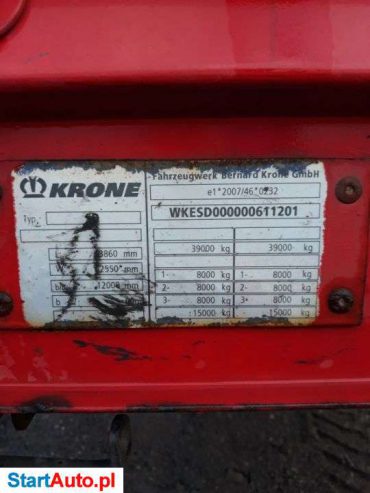 KRONE
Fahrzeugwerk Bernard Krone GmbH
e1*2007/46*0232
Typ
WKESD000000611201
3860 mm
39000 kg 39000 kg
2550* mm
1- 8000 kg 1- 8000 kg
12000 mm
2- 8000 kg 2- 8000 kg
b mm
3- 8000 kg 3- 8000 kg
15000 kg 15000 kg
StartAuto.pl